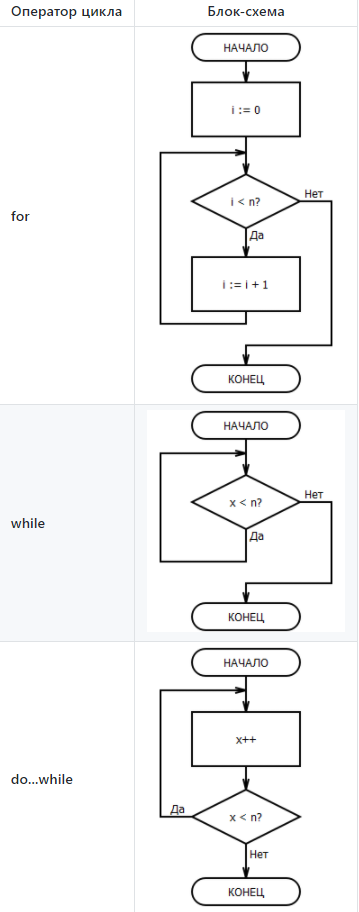 Оператор цикла Блок-схема
НАЧАЛО
i := 0
i < n?
Нет
Да
for
i := i + 1
КОНЕЦ
НАЧАЛО
x < n?
Нет
while
Да
КОНЕЦ
НАЧАЛО
x++
do...while
Да
x < n?
Нет
КОНЕЦ